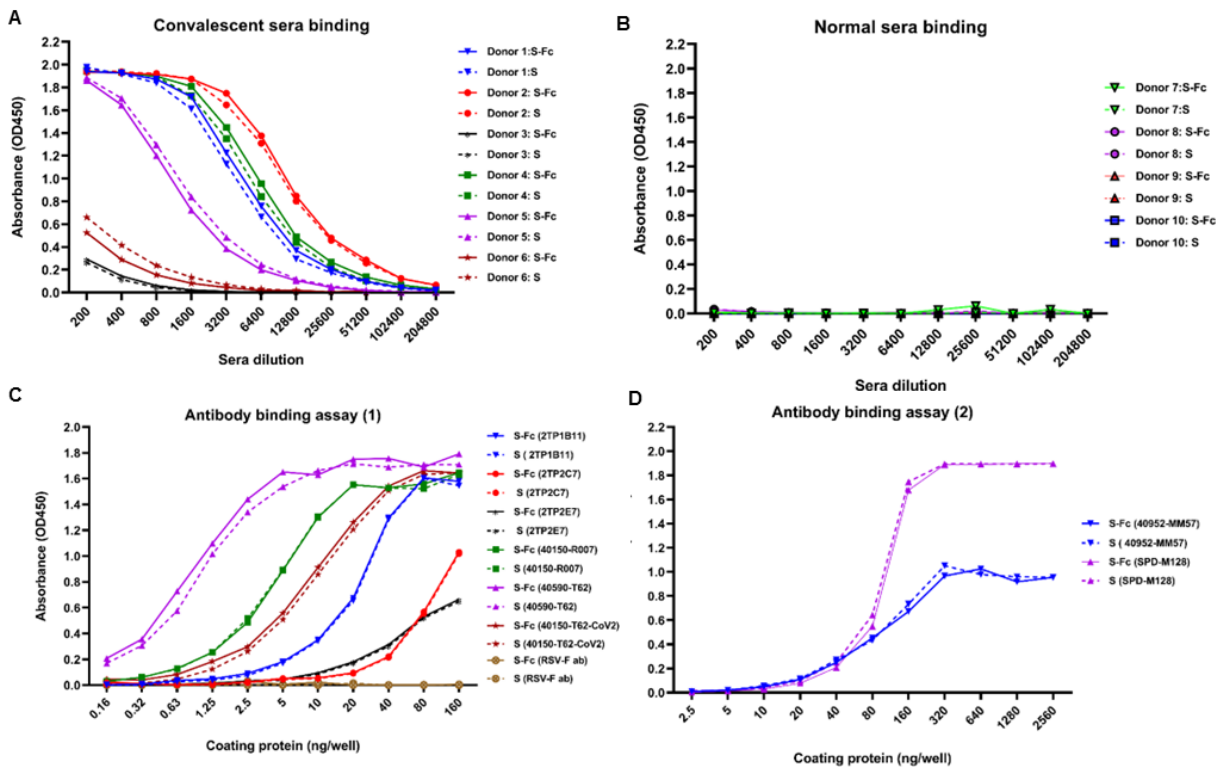 A
Convalescent sera binding
2.2
2.0
1.8
1.6
1.4
1.2
1.0
0.8
0.6
0.4
0.2
0.0
Absorbance (OD450)
200
400
800
1600
3200
6400
12800
25600
51200
102400
204800
Sera dilution
Donor 1:S-Fc
Donor 1:S
Donor 2: S-Fc
Donor 2: S
Donor 3: S-Fc
Donor 3: S
Donor 4: S-Fc
Donor 4: S
Donor 5: S-Fc
Donor 5: S
Donor 6: S-Fc
Donor 6: S
B
Normal sera binding
2.2
2.0
1.8
1.6
1.4
1.2
1.0
0.8
0.6
0.4
0.2
0.0
Absorbance (OD450)
200
400
800
1600
3200
6400
12800
25600
51200
102400
204800
Sera dilution
Donor 7:S-Fc
Donor 7:S
Donor 8: S-Fc
Donor 8: S
Donor 9: S-Fc
Donor 9: S
Donor 10: S-Fc
Donor 10: S
C
Antibody binding assay (1)
2.0
1.8
1.6
1.4
1.2
1.0
0.8
0.6
0.4
0.2
0.0
Absorbance (OD450)
0.16
0.32
0.63
1.25
2.5
5
10
20
40
80
160
Coating protein (ng/well)
S-Fc (2TP1B11)
S ( 2TP1B11)
S-Fc (2TP2C7)
S (2TP2C7)
S-Fc (2TP2E7)
S (2TP2E7)
S-Fc (40150-R007)
S (40150-R007)
S-Fc (40590-T62)
S (40590-T62)
S-Fc (40150-T62-CoV2)
S (40150-T62-CoV2)
S-Fc (RSV-F ab)
S (RSV-F ab)
D
Antibody binding assay (2)
2.2
2.0
1.8
1.6
1.4
1.2
1.0
0.8
0.6
0.4
0.2
0.0
Absorbance (OD450)
2.5
5
10
20
40
80
160
320
640
1280
2560
Coating protein (ng/well)
S-Fc (40952-MM57)
S ( 40952-MM57)
S-Fc (SPD-M128)
S (SPD-M128)